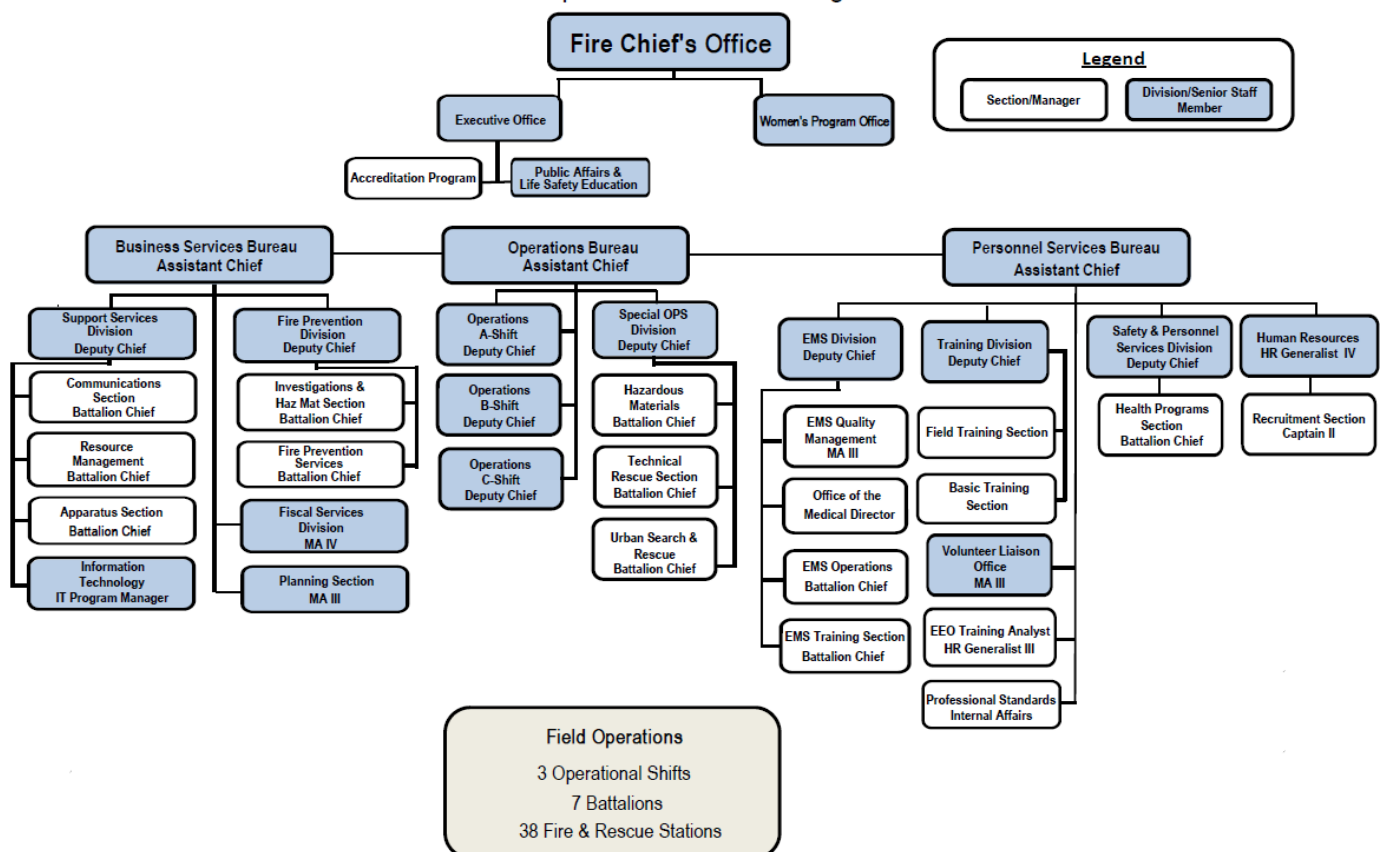 Fire Chief's Office
Legend
Section/Manager
Division/Senior Staff
Member
Executive Office
Women's Program Office
Accreditation Program
Public Affairs &
Life Safety Education
Business Services Bureau
Assistant Chief
Operations Bureau
Assistant Chief
Personnel Services Bureau
Assistant Chief
Support Services
Division
Deputy Chief
Communications
Section
Battalion Chief
Resource
Management
Battalion Chief
Apparatus Section
Battalion Chief
Information
Technology
IT Program Manager
Fire Prevention
Division
Deputy Chief
Investigations &
Haz Mat Section
Battalion Chief
Fire Prevention
Services
Battalion Chief
Fiscal Services
Division
MA IV
Planning Section
MA III
Operations
A-Shift
Deputy Chief
Operations
B-Shift
Deputy Chief
Operations
C-Shift
Deputy Chief
Special OPS
Division
Deputy Chief
Hazardous
Materials
Battalion Chief
Technical
Rescue Section
Battalion Chief
Urban Search &
Rescue
Battalion Chief
EMS Division
Deputy Chief
EMS Quality
Management
MA III
Office of the
Medical Director
EMS Operations
Battalion Chief
EMS Training Section
Battalion Chief
Training Division
Deputy Chief
Field Training Section
Basic Training
Section
Volunteer Liaison
Office
MA III
EEO Training Analyst
HR Generalist III
Professional Standards
Internal Affairs
Safety & Personnel
Services Division
Deputy Chief
Health Programs
Section
Battalion Chief
Human Resources
HR Generalist IV
Recruitment Section
Captain II
Field Operations
3 Operational Shifts
7 Battalions
38 Fire & Rescue Stations